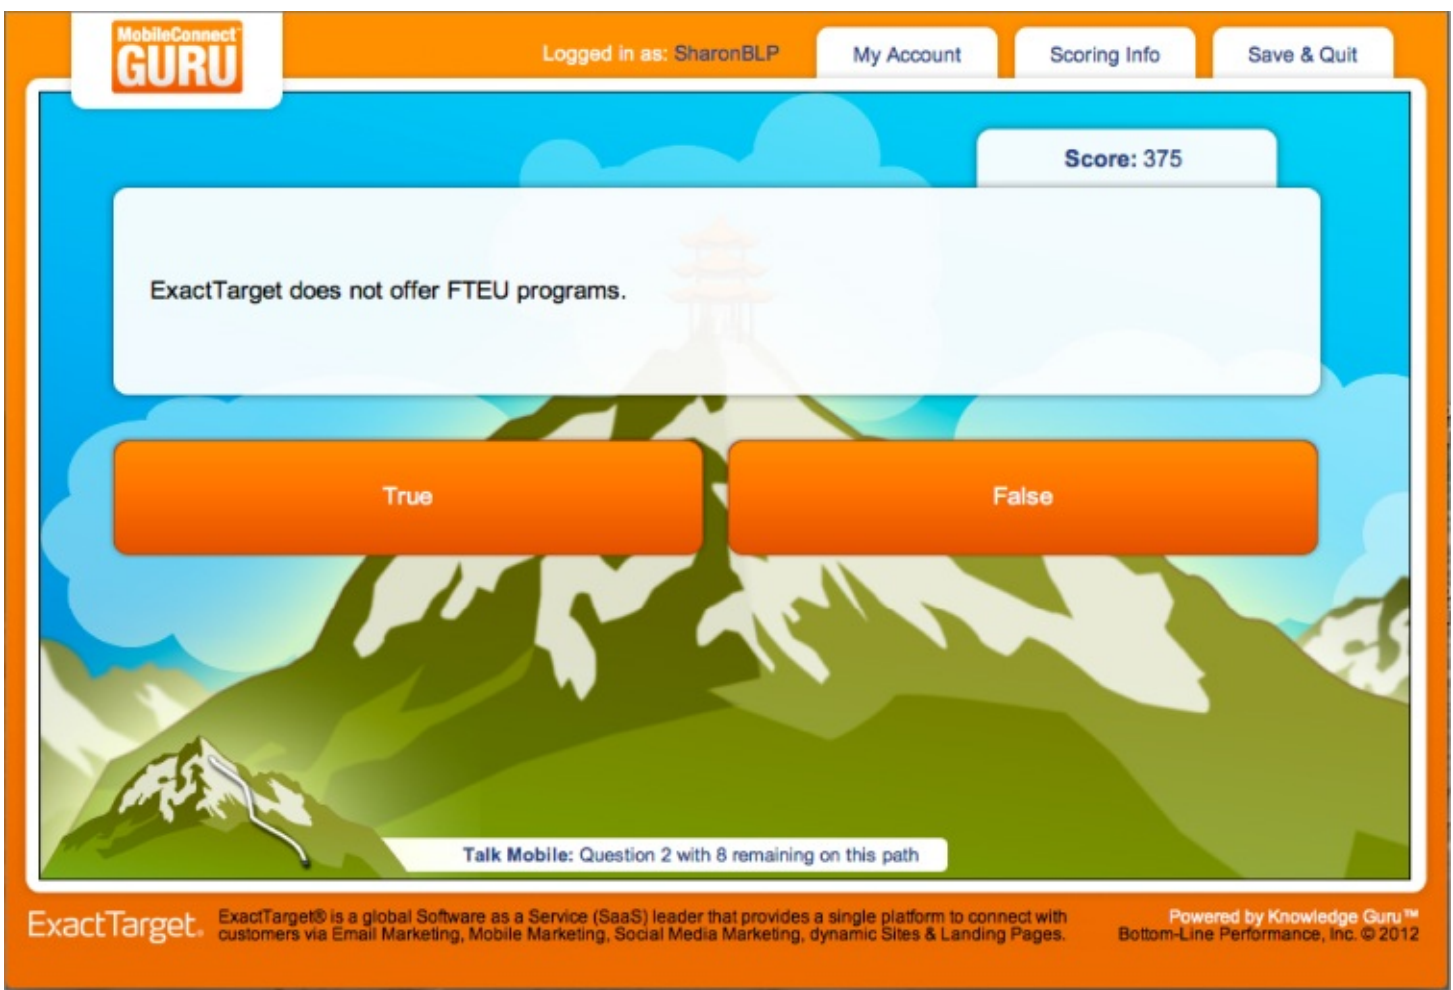 MobileConnect™
GURU
Logged in as: SharonBLP
My Account
Scoring Info
Save & Quit
Score: 375
ExactTarget does not offer FTEU programs.
True
False
Talk Mobile: Question 2 with 8 remaining on this path
ExactTarget.
ExactTarget® is a global Software as a Service (SaaS) leader that provides a single platform to connect with
customers via Email Marketing, Mobile Marketing, Social Media Marketing, dynamic Sites & Landing Pages.
Powered by Knowledge Guru™
Bottom-Line Performance, Inc. © 2012